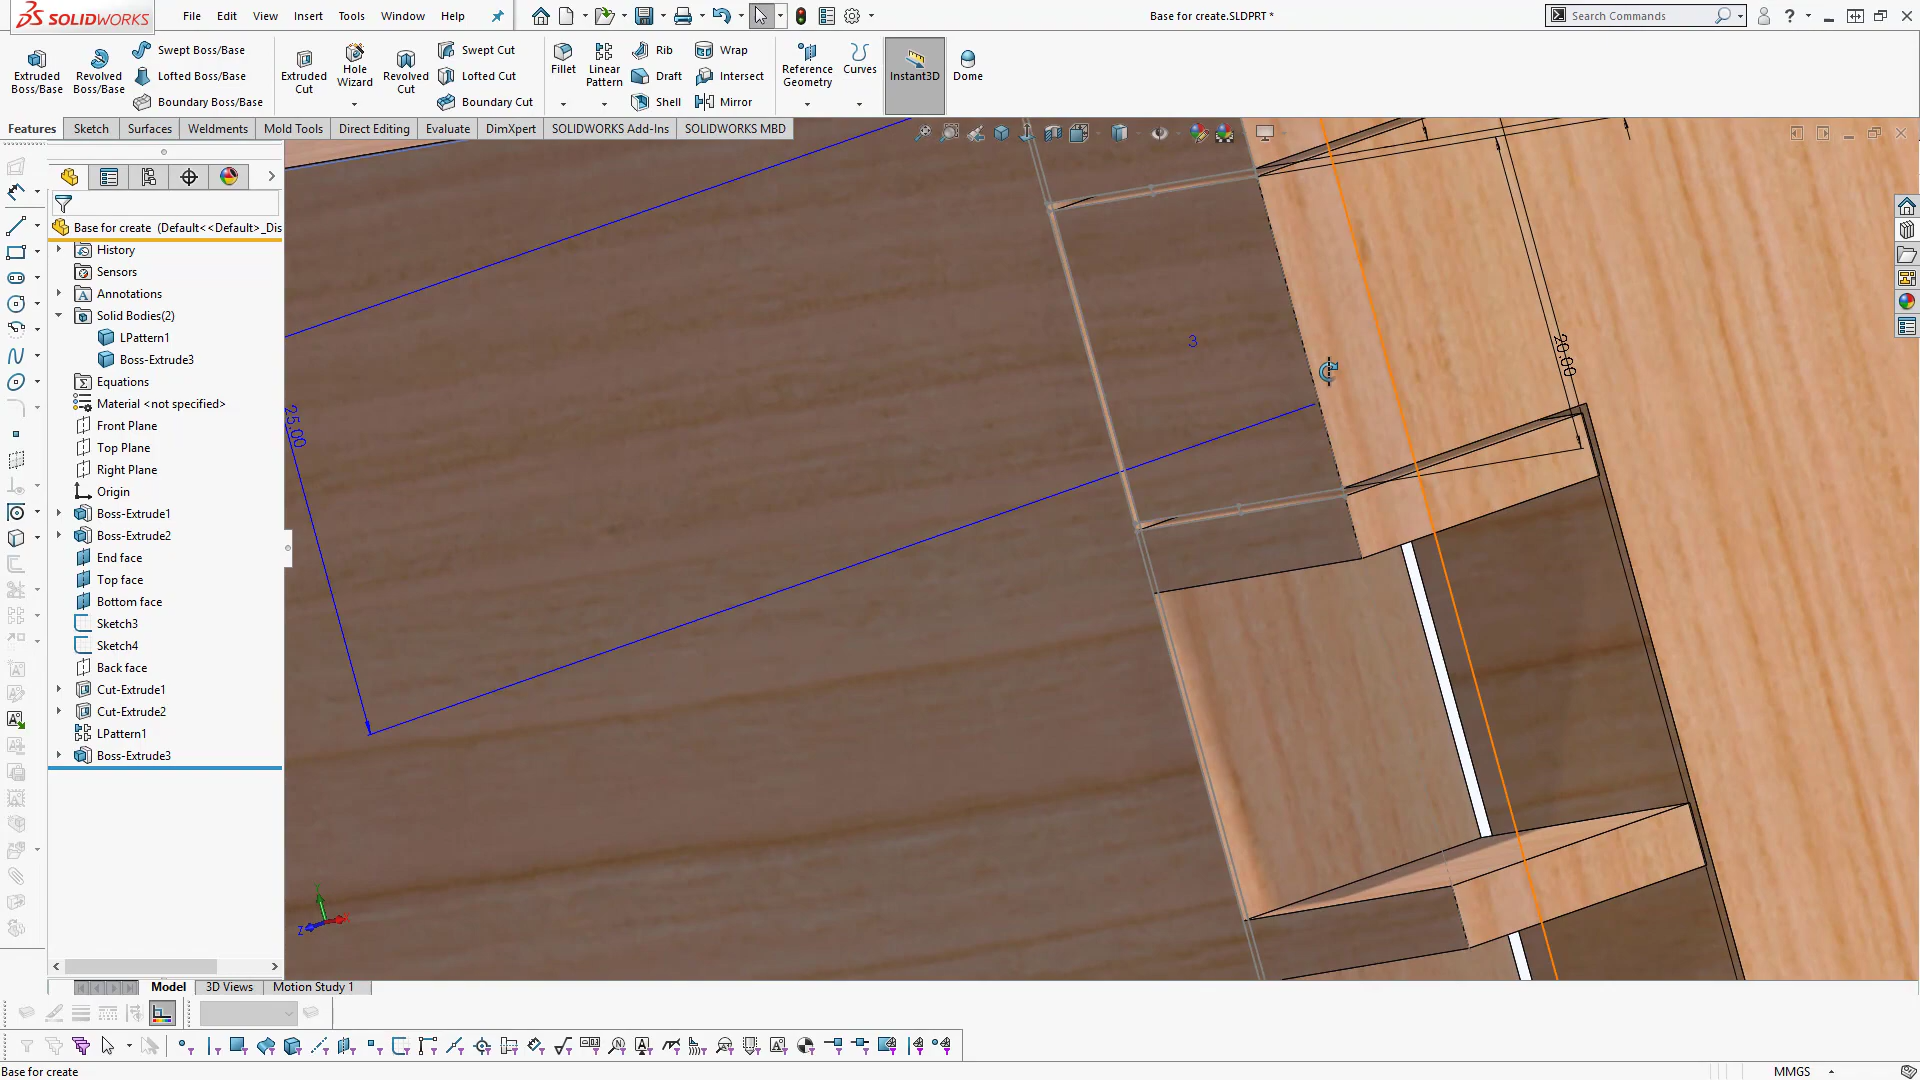 SOLIDWORKS
File Edit View Insert Tools Window Help
Base for create.SLDPRT *
Search Commands
Extruded Boss/Base
Revolved Boss/Base
Swept Boss/Base
Lofted Boss/Base
Boundary Boss/Base
Extruded Cut
Hole Wizard
Revolved Cut
Swept Cut
Lofted Cut
Boundary Cut
Fillet
Linear Pattern
Rib
Draft
Shell
Wrap
Intersect
Mirror
Reference Geometry
Curves
Instant3D
Dome
Features Sketch Surfaces Weldments Mold Tools Direct Editing Evaluate DimXpert SOLIDWORKS Add-Ins SOLIDWORKS MBD
Base for create (Default<<Default>_Dis
History
Sensors
Annotations
Solid Bodies(2)
LPattern1
Boss-Extrude3
Equations
Material <not specified>
Front Plane
Top Plane
Right Plane
Origin
Boss-Extrude1
Boss-Extrude2
End face
Top face
Bottom face
Sketch3
Sketch4
Back face
Cut-Extrude1
Cut-Extrude2
LPattern1
Boss-Extrude3
25.00
3
20.00
Z
Model 3D Views Motion Study 1
Base for create
MMGS